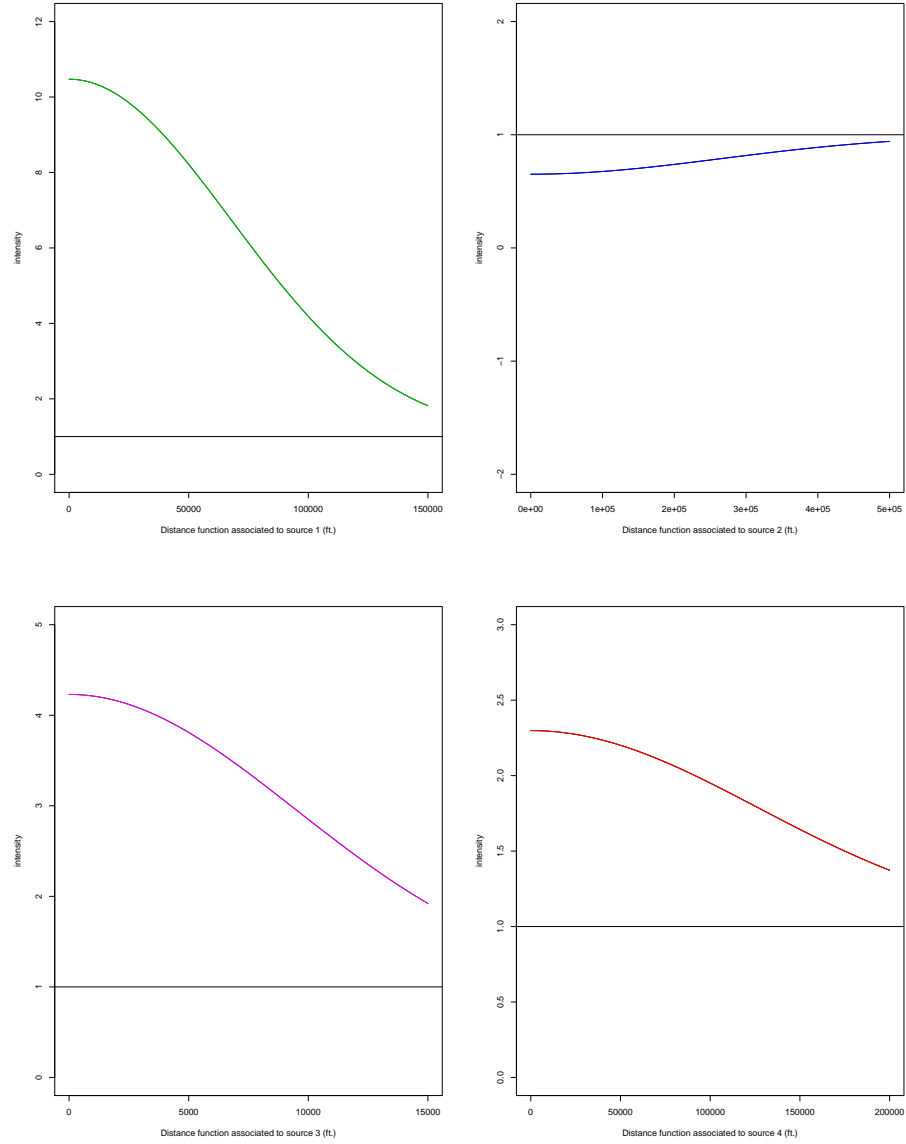 12
10
8
6
4
2
0
intensity
0 50000 100000 150000
Distance function associated to source 1 (ft.)
2
1
0
−1
−2
intensity
0e+00 1e+05 2e+05 3e+05 4e+05 5e+05
Distance function associated to source 2 (ft.)
5
4
3
2
1
0
intensity
0 5000 10000 15000
Distance function associated to source 3 (ft.)
3.0
2.5
2.0
1.5
1.0
0.5
0.0
intensity
0 50000 100000 150000 200000
Distance function associated to source 4 (ft.)